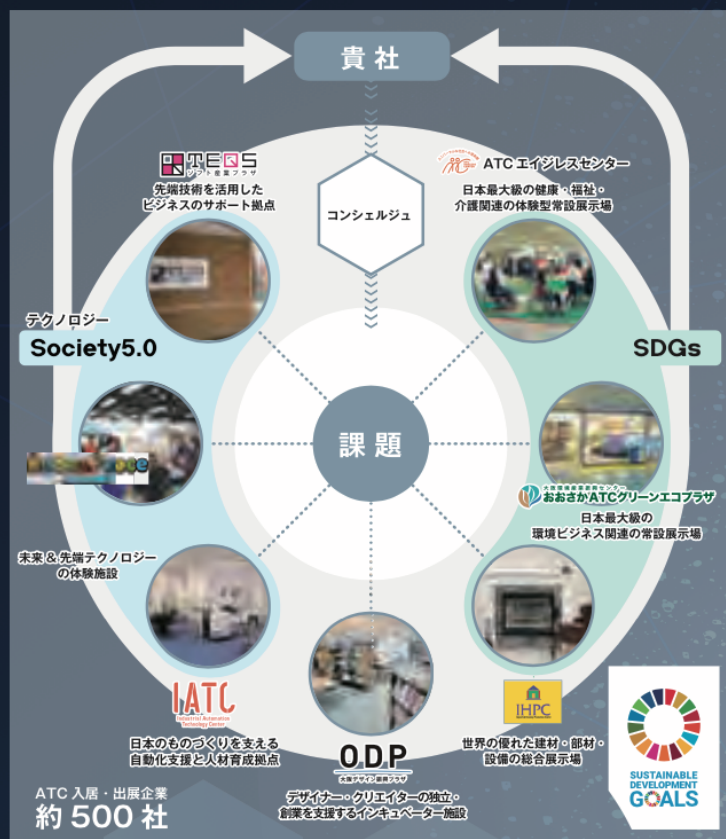 貴社
TEQS
ソフト産業プラザ
先端技術を活用した
ビジネスのサポート拠点
コンシェルジュ
ATC エイジレスセンター
日本最大級の健康・福祉・
介護関連の体験型常設展示場
テクノロジー
Society5.0
SDGs
課題
大阪環境産業振興センター
おおさかATCグリーンエコプラザ
日本最大級の
環境ビジネス関連の常設展示場
未来&先端テクノロジー
の体験施設
IATC
Industrial Automation
Technology Center
日本のものづくりを支える
自動化支援と人材育成拠点
ODP
大阪デザイン振興プラザ
デザイナー・クリエイターの独立・
創業を支援するインキュベーター施設
IHPC
世界の優れた建材・部材・
設備の総合展示場
SUSTAINABLE
DEVELOPMENT
GOALS
ATC 入居・出展企業
約 500 社